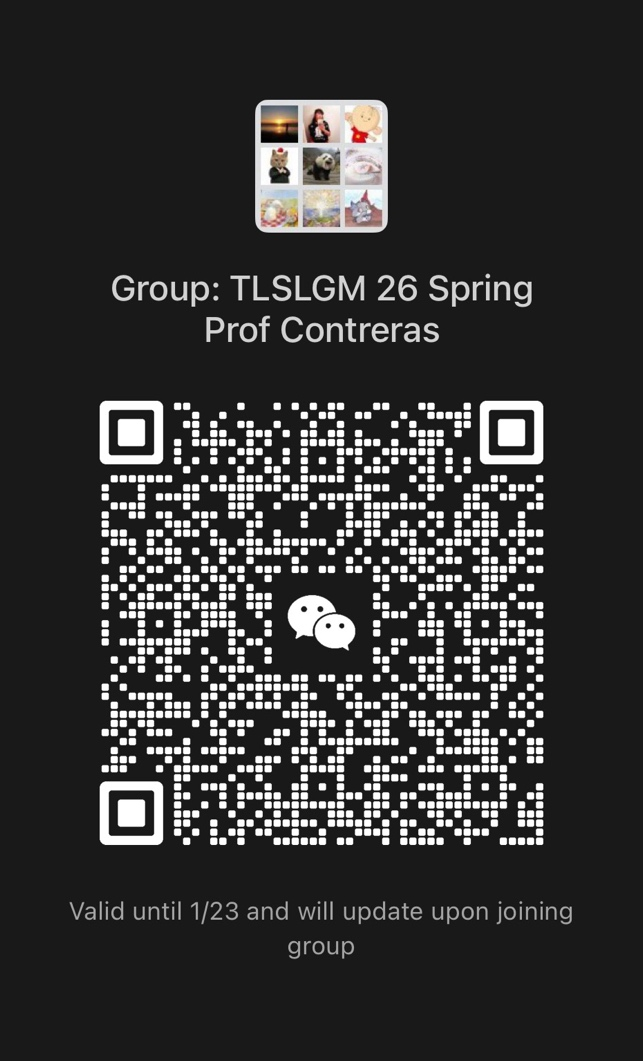 Group: TLSLGM 26 Spring
Prof Contreras
Valid until 1/23 and will update upon joining
group